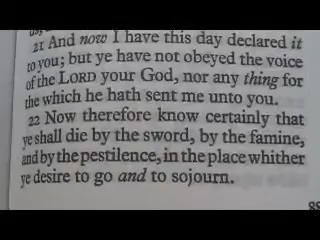 21 And now I have this day declared it
to you; but ye have not obeyed the voice
of the LORD your God, nor any thing for
the which he hath sent me unto you.
22 Now therefore know certainly that
ye shall die by the sword, by the famine,
and by the pestilence, in the place whither
ye desire to go and to sojourn.